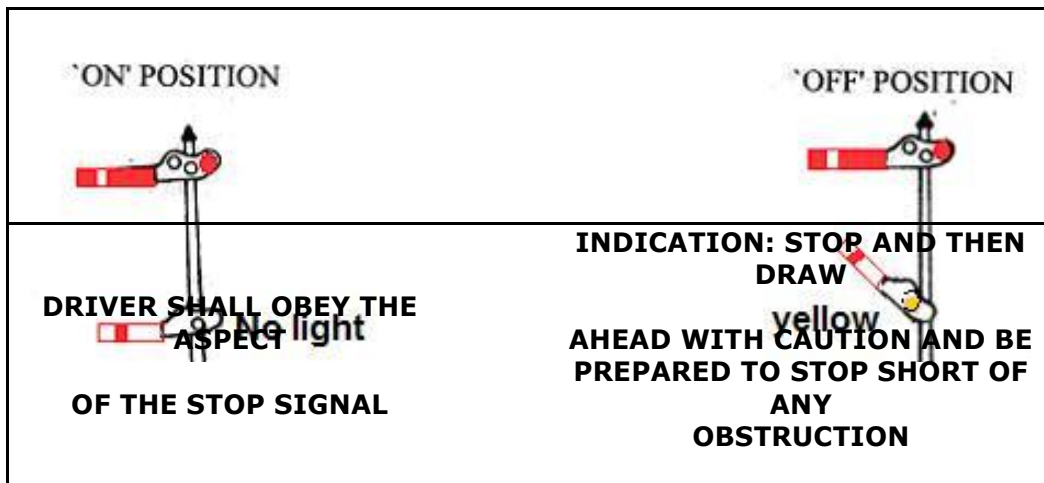 `ON' POSITION
`OFF' POSITION
DRIVER SHALL OBEY THE
ASPECT
No light
OF THE STOP SIGNAL
INDICATION: STOP AND THEN
DRAW
yellow
AHEAD WITH CAUTION AND BE
PREPARED TO STOP SHORT OF
ANY
OBSTRUCTION